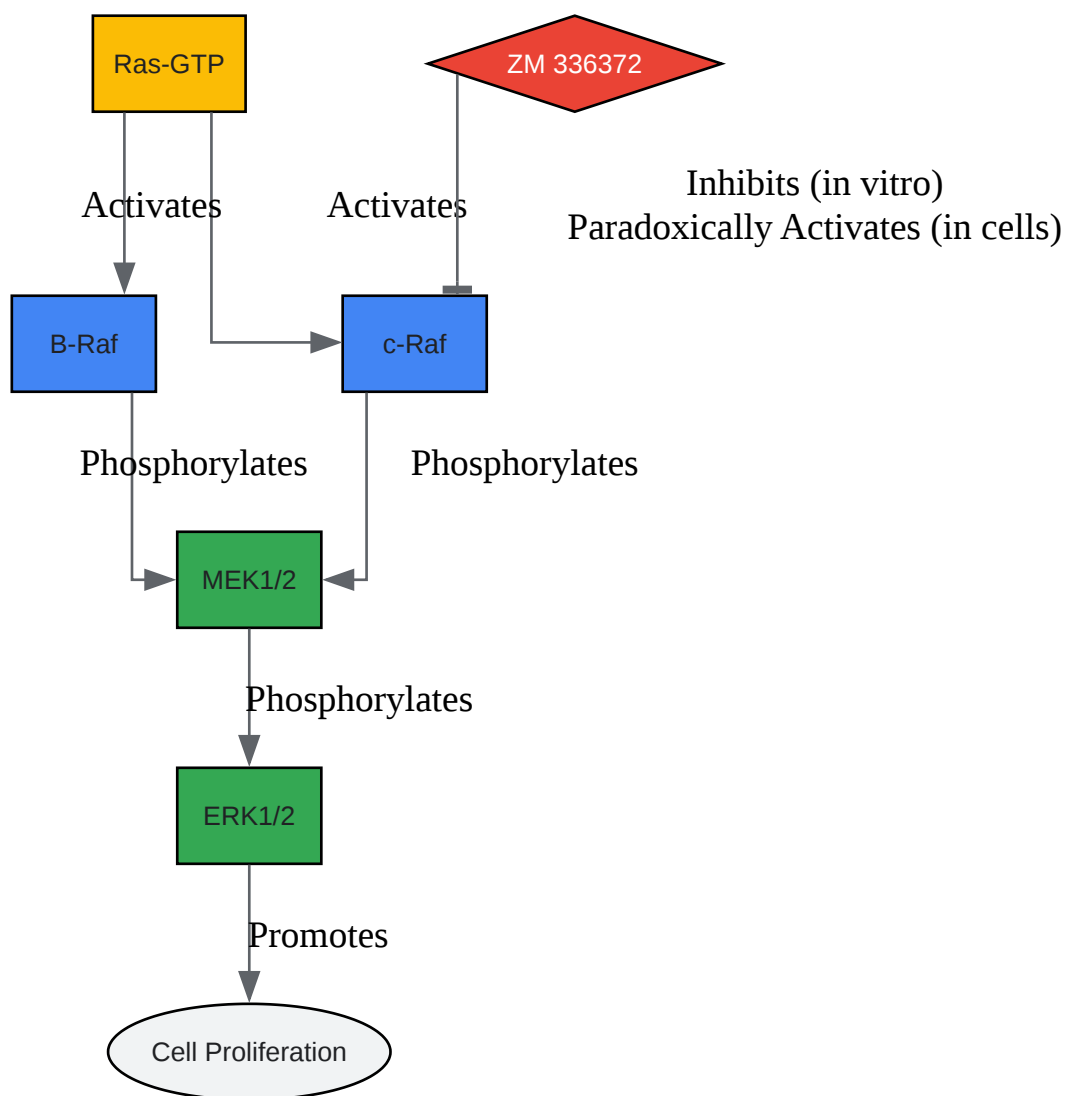 Ras-GTP
ZM 336372
Activates
Activates
Inhibits (in vitro)
Paradoxically Activates (in cells)
B-Raf
c-Raf
Phosphorylates
Phosphorylates
MEK1/2
Phosphorylates
ERK1/2
Promotes
Cell Proliferation